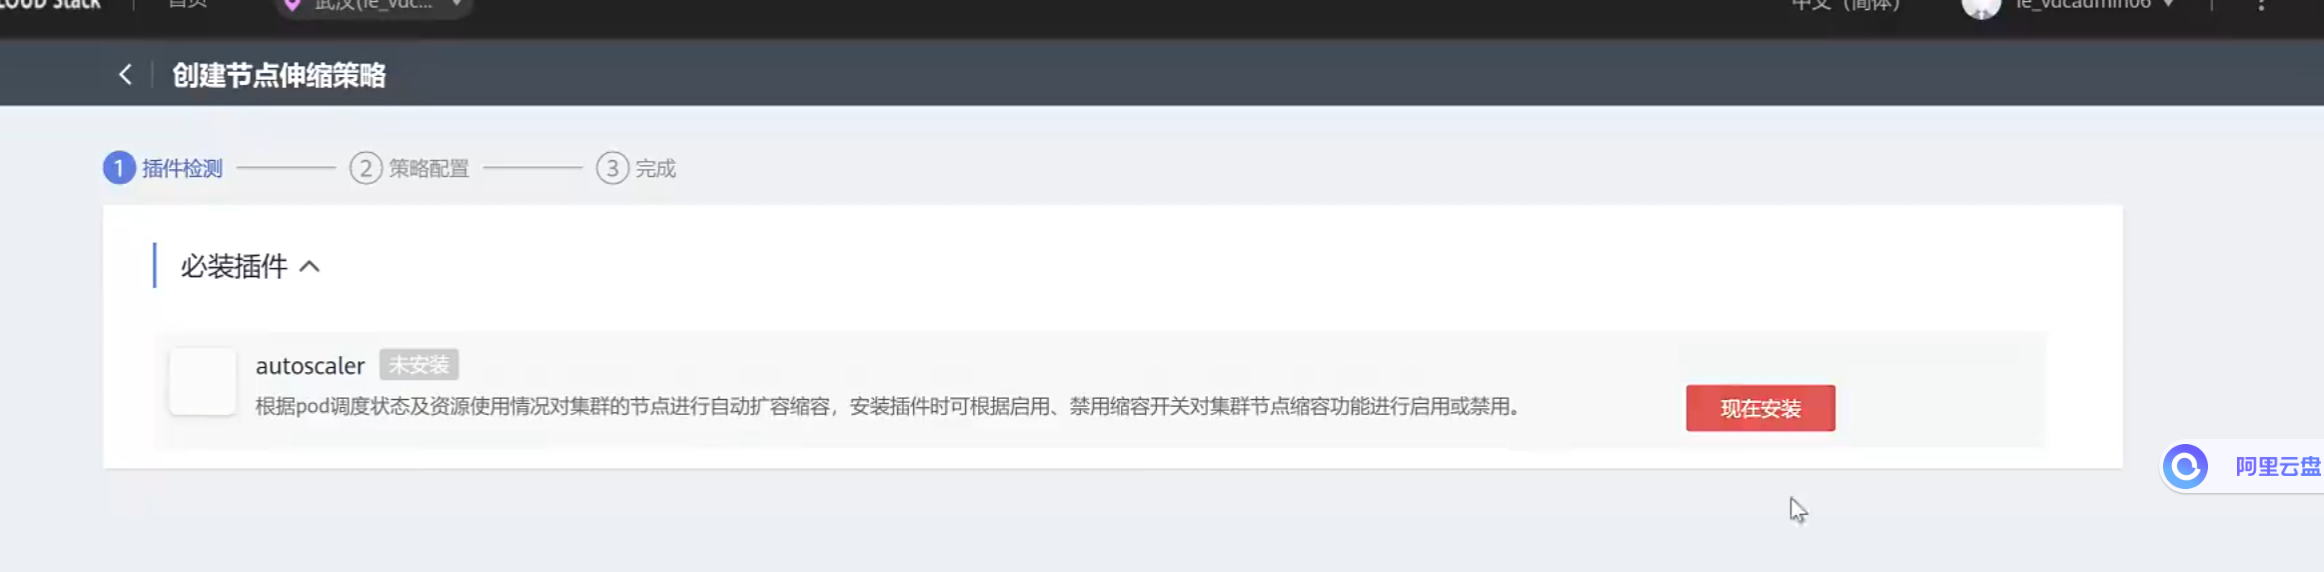 CLOUD Stack
首页
武汉(ie_vdc...
中文（简体）
ie_vdcadmin06
创建节点伸缩策略
1 插件检测
2 策略配置
3 完成
必装插件
autoscaler 未安装
根据pod调度状态及资源使用情况对集群的节点进行自动扩容缩容，安装插件时可根据启用、禁用缩容开关对集群节点缩容功能进行启用或禁用。
现在安装
阿里云盘